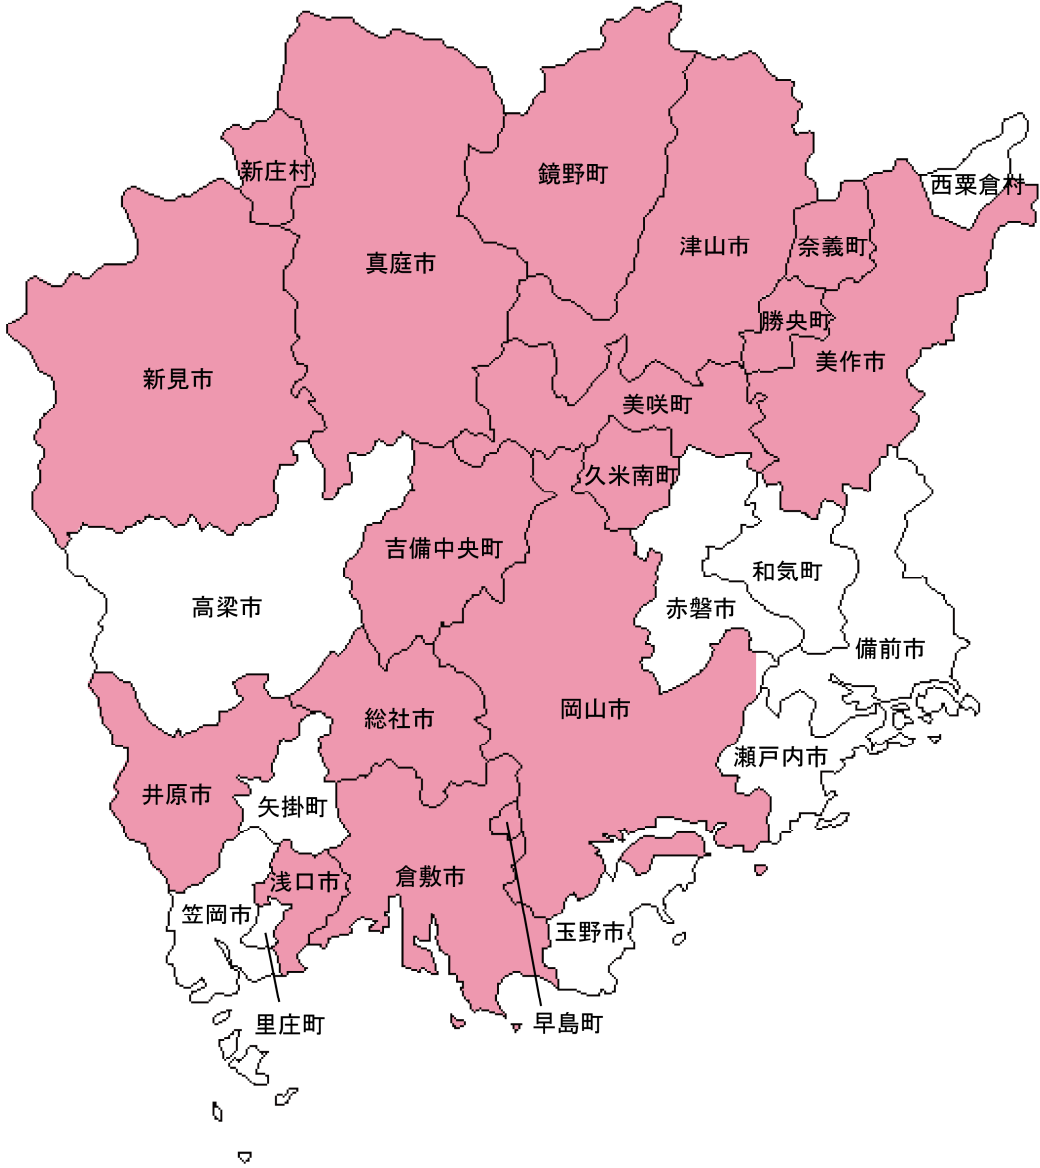 新庄村
鏡野町
西粟倉村
真庭市
津山市
奈義町
勝央町
新見市
美作市
美咲町
久米南町
吉備中央町
和気町
高梁市
赤磐市
備前市
総社市
岡山市
瀬戸内市
井原市
矢掛町
浅口市
倉敷市
笠岡市
玉野市
里庄町
早島町